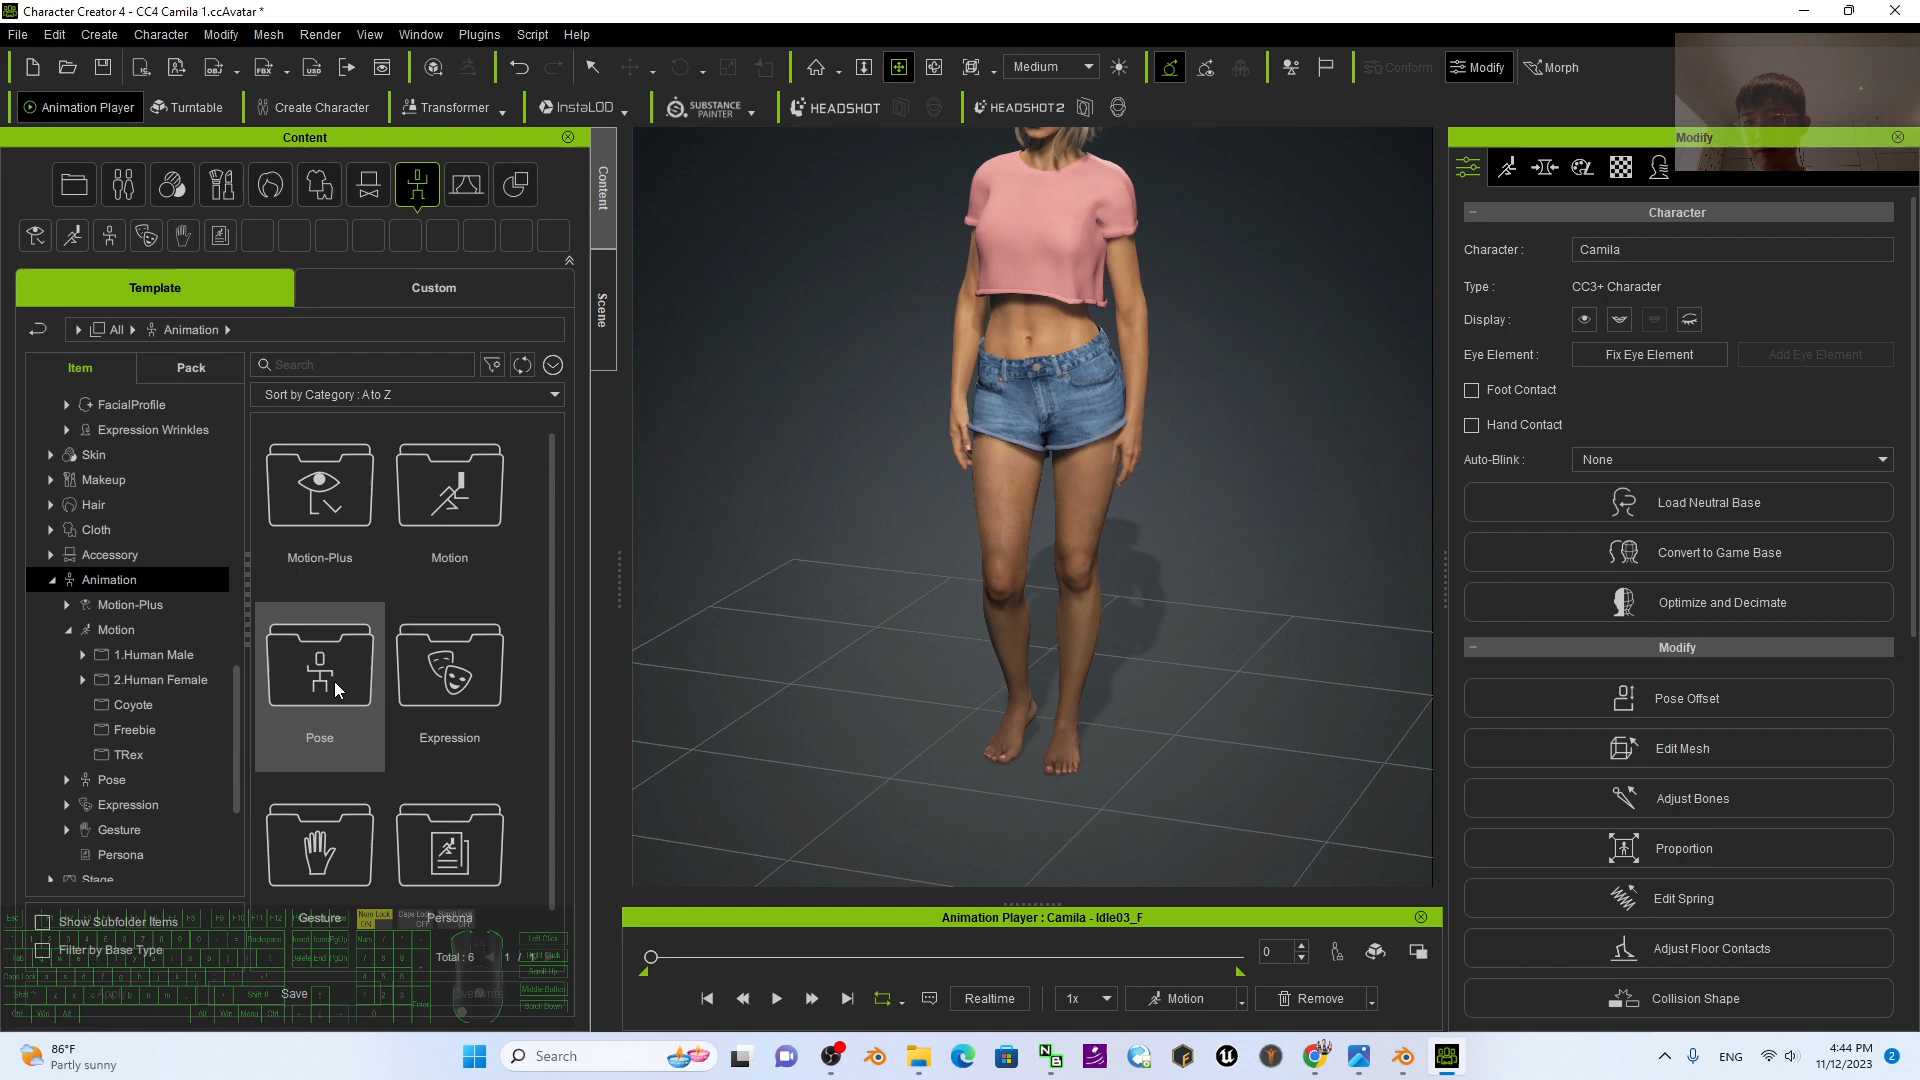 Character Creator 4 - CC4 Camila 1.ccAvatar *
File Edit Create Character Modify Mesh Render View Window Plugins Script Help
Medium Conform Modify Morph
Animation Player Turntable Create Character Transformer InstaLOD SUBSTANCE PAINTER HEADSHOT HEADSHOT2
Content
Modify
Content
Scene
Template Custom
All Animation
Item Pack
Search
Sort by Category : A to Z
FacialProfile
Expression Wrinkles
Skin
Makeup
Hair
Cloth
Accessory
Animation
Motion-Plus
Motion
1.Human Male
2.Human Female
Coyote
Freebie
TRex
Pose
Expression
Gesture
Persona
Stage
Motion-Plus Motion
Pose Expression
Gesture Persona
Show Subfolder Items
Filter by Base Type
Total : 6 1 / 1
Apply Save Overwrite
Character
Character : Camila
Type : CC3+ Character
Display :
Eye Element : Fix Eye Element Add Eye Element
Foot Contact
Hand Contact
Auto-Blink : None
Load Neutral Base
Convert to Game Base
Optimize and Decimate
Modify
Pose Offset
Edit Mesh
Adjust Bones
Proportion
Edit Spring
Adjust Floor Contacts
Collision Shape
Animation Player : Camila - Idle03_F
0
Realtime 1x Motion Remove
86°F
Partly sunny
Search
ENG
4:44 PM
11/12/2023
2